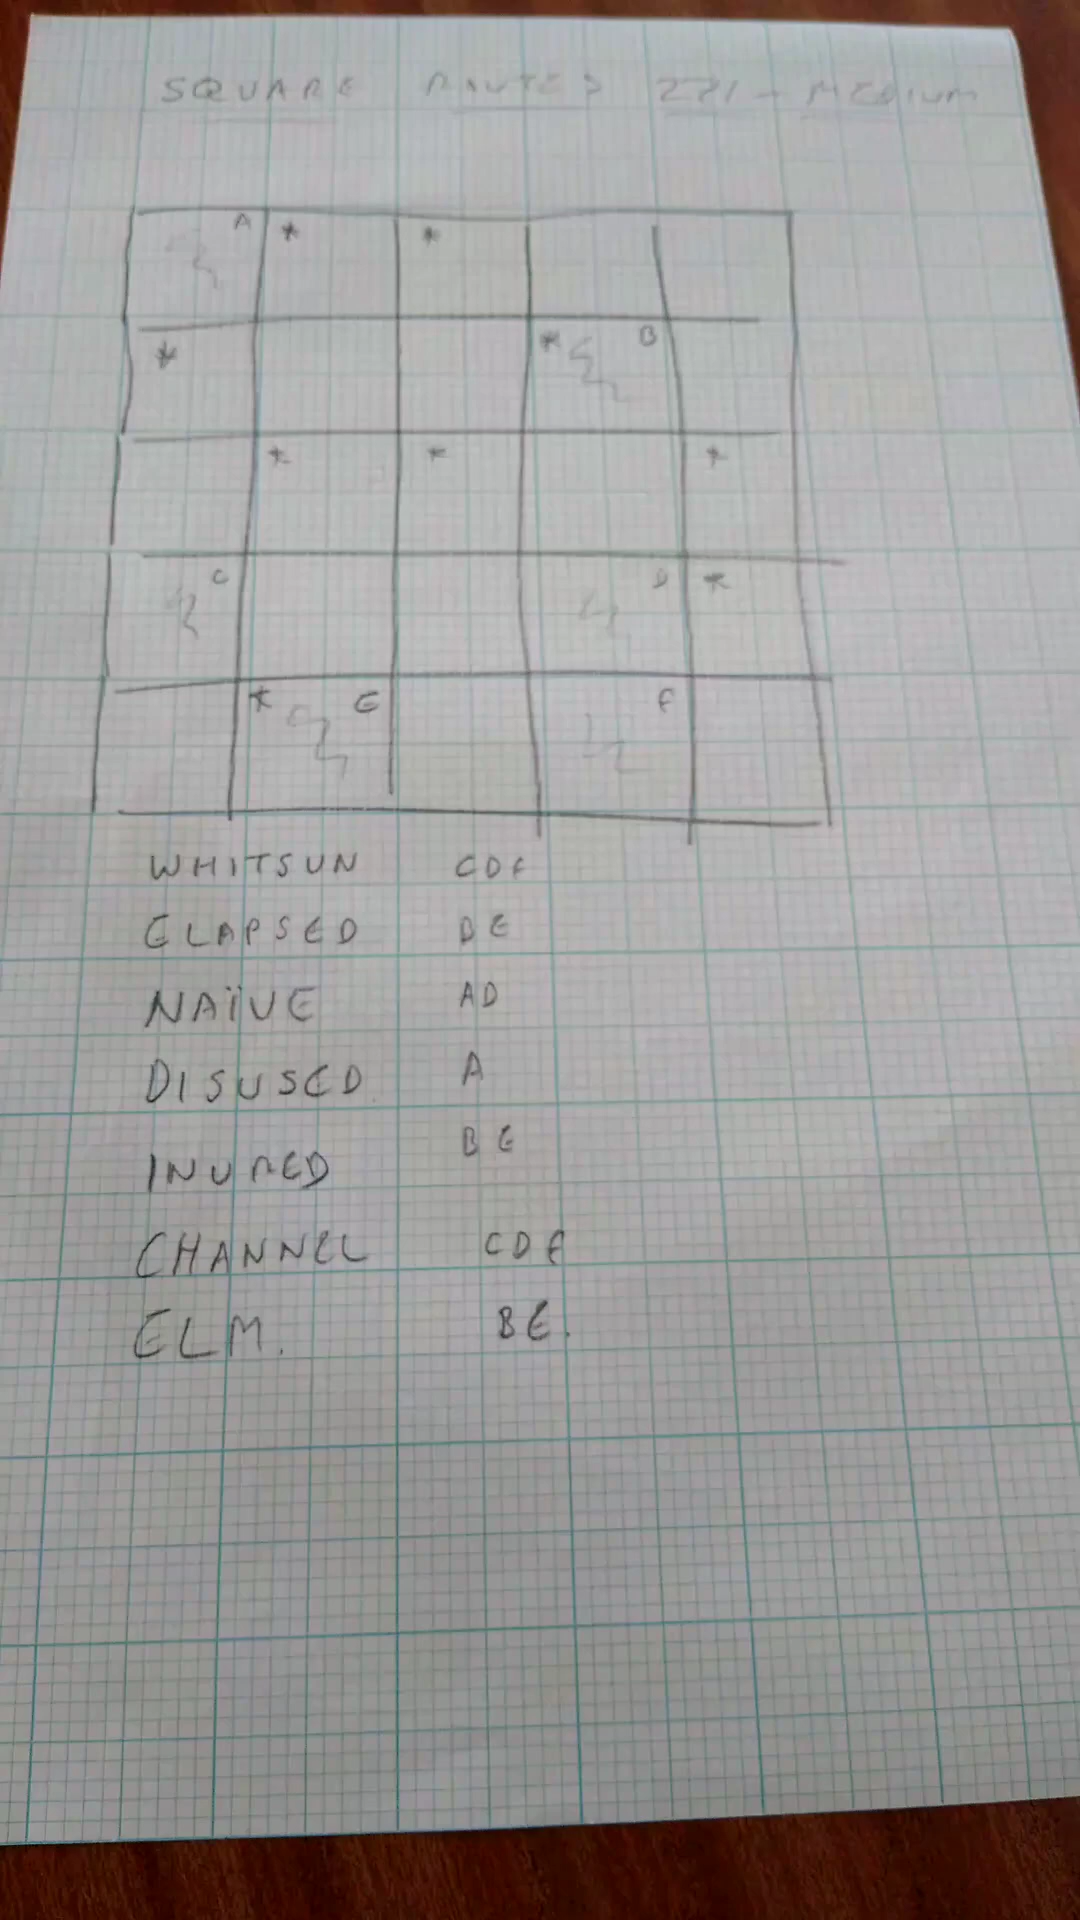 SQUARE ROUTES 221 - MEDIUM
A * *
* * B
* * *
C D *
* E F
WHITSUN CDF
ELAPSED DE
NAÏVE AD
DISUSED A
INURED BE
CHANNEL CDF
ELM. BE.